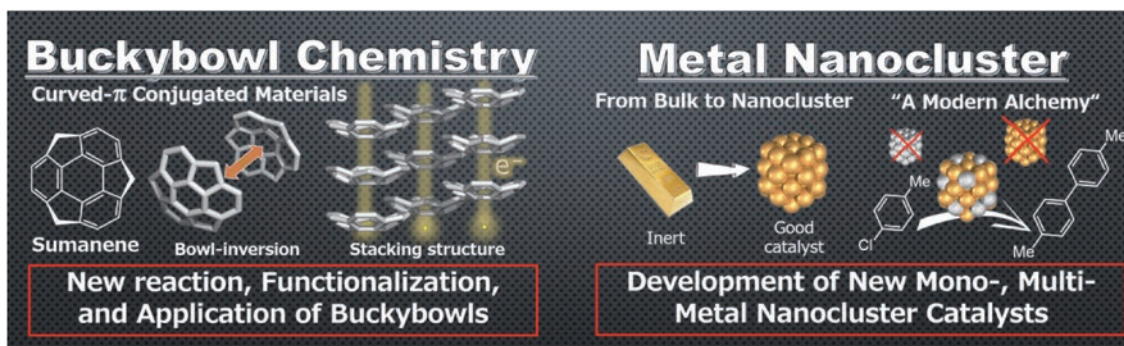 Buckybowl Chemistry
Curved-π Conjugated Materials
Sumanene
Bowl-inversion
e⁻
Stacking structure
New reaction, Functionalization,
and Application of Buckybowls
Metal Nanocluster
From Bulk to Nanocluster
"A Modern Alchemy"
Inert
Good
catalyst
Me
Cl
Me
Me
Development of New Mono-, Multi-
Metal Nanocluster Catalysts